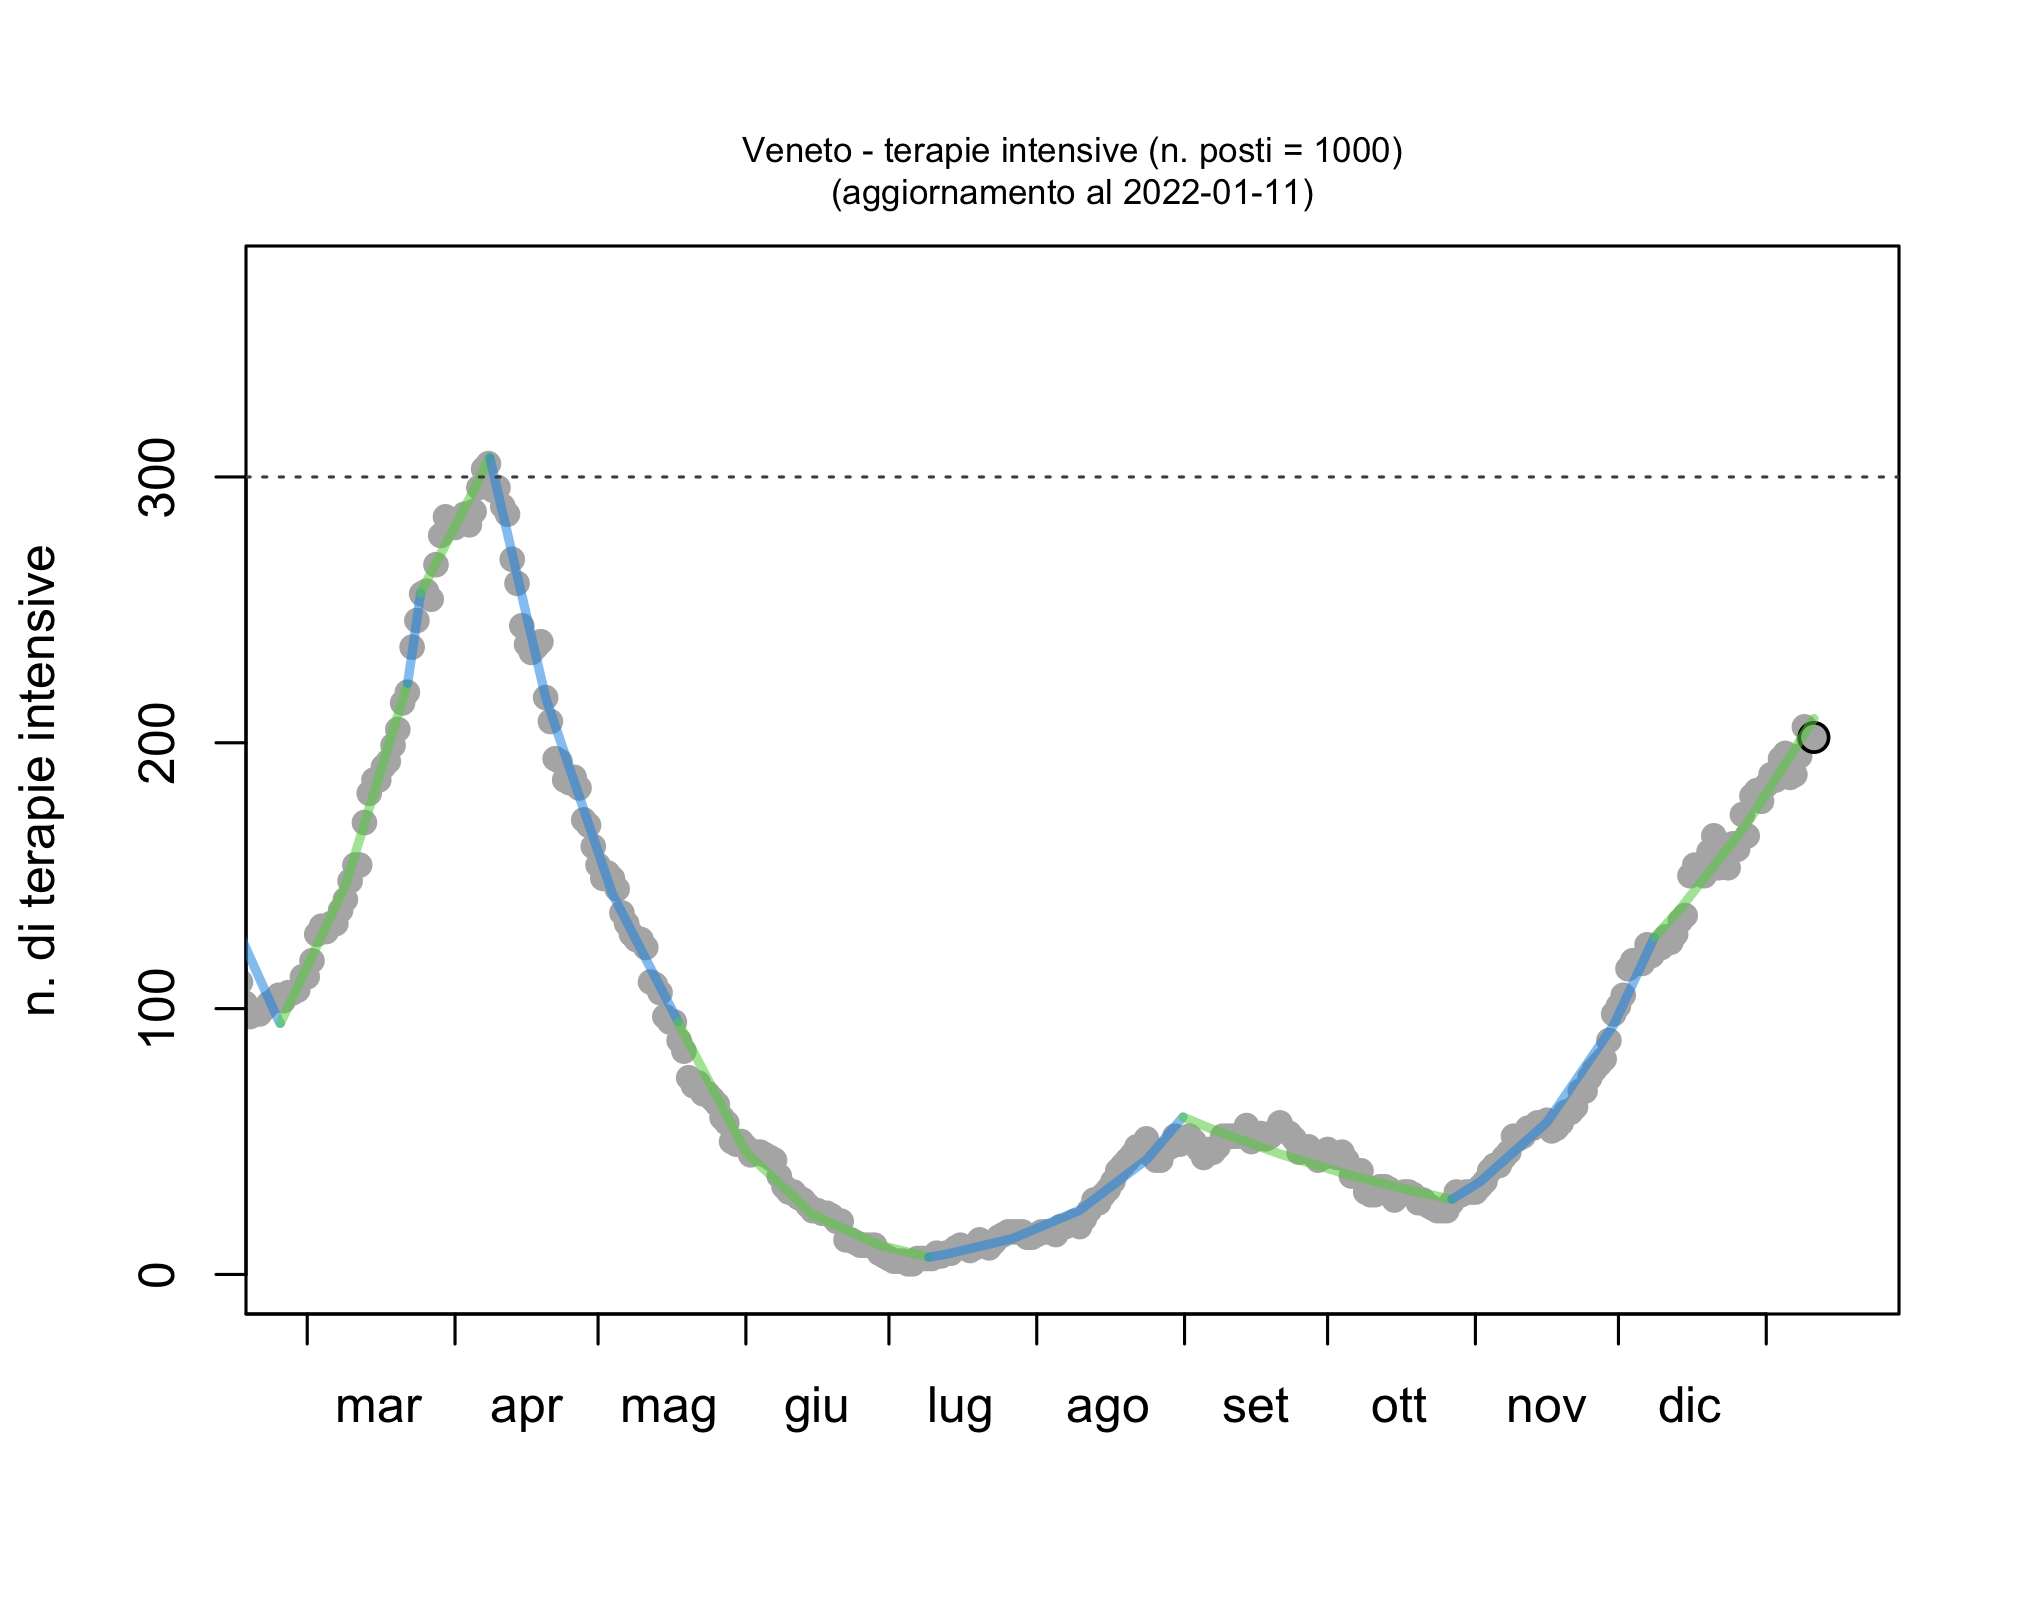 Veneto - terapie intensive (n. posti = 1000)
(aggiornamento al 2022-01-11)
n. di terapie intensive
300
200
100
0
mar apr mag giu lug ago set ott nov dic